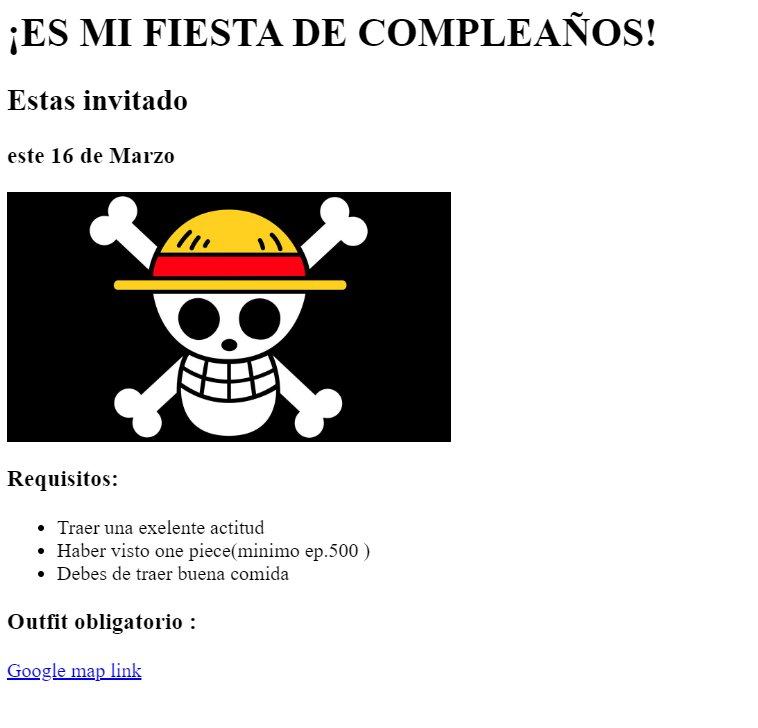 ¡ES MI FIESTA DE COMPLEAÑOS!
Estas invitado
este 16 de Marzo
Requisitos:
Traer una exelente actitud
Haber visto one piece(minimo ep.500 )
Debes de traer buena comida
Outfit obligatorio :
Google map link